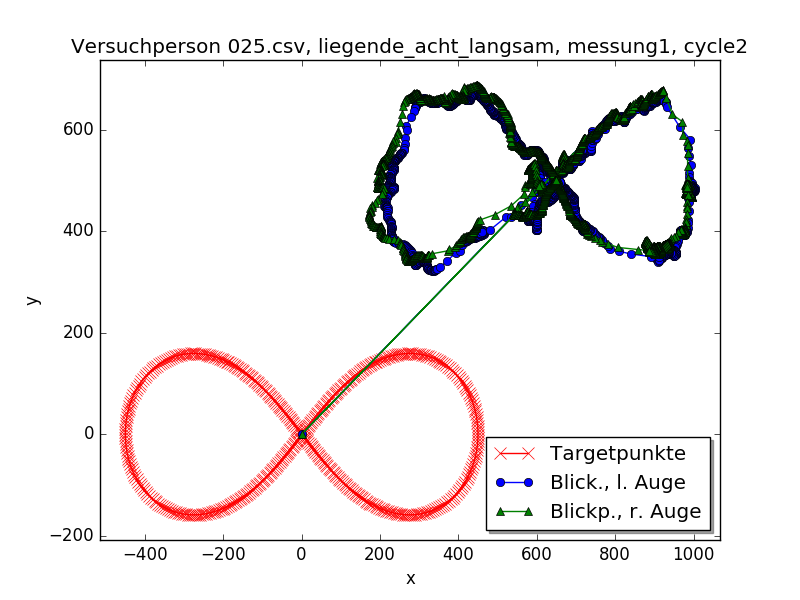 Versuchperson 025.csv, liegende_acht_langsam, messung1, cycle2
y
600
400
200
0
−200
−400
−200
0
200
400
600
800
1000
x
Targetpunkte
Blick., l. Auge
Blickp., r. Auge